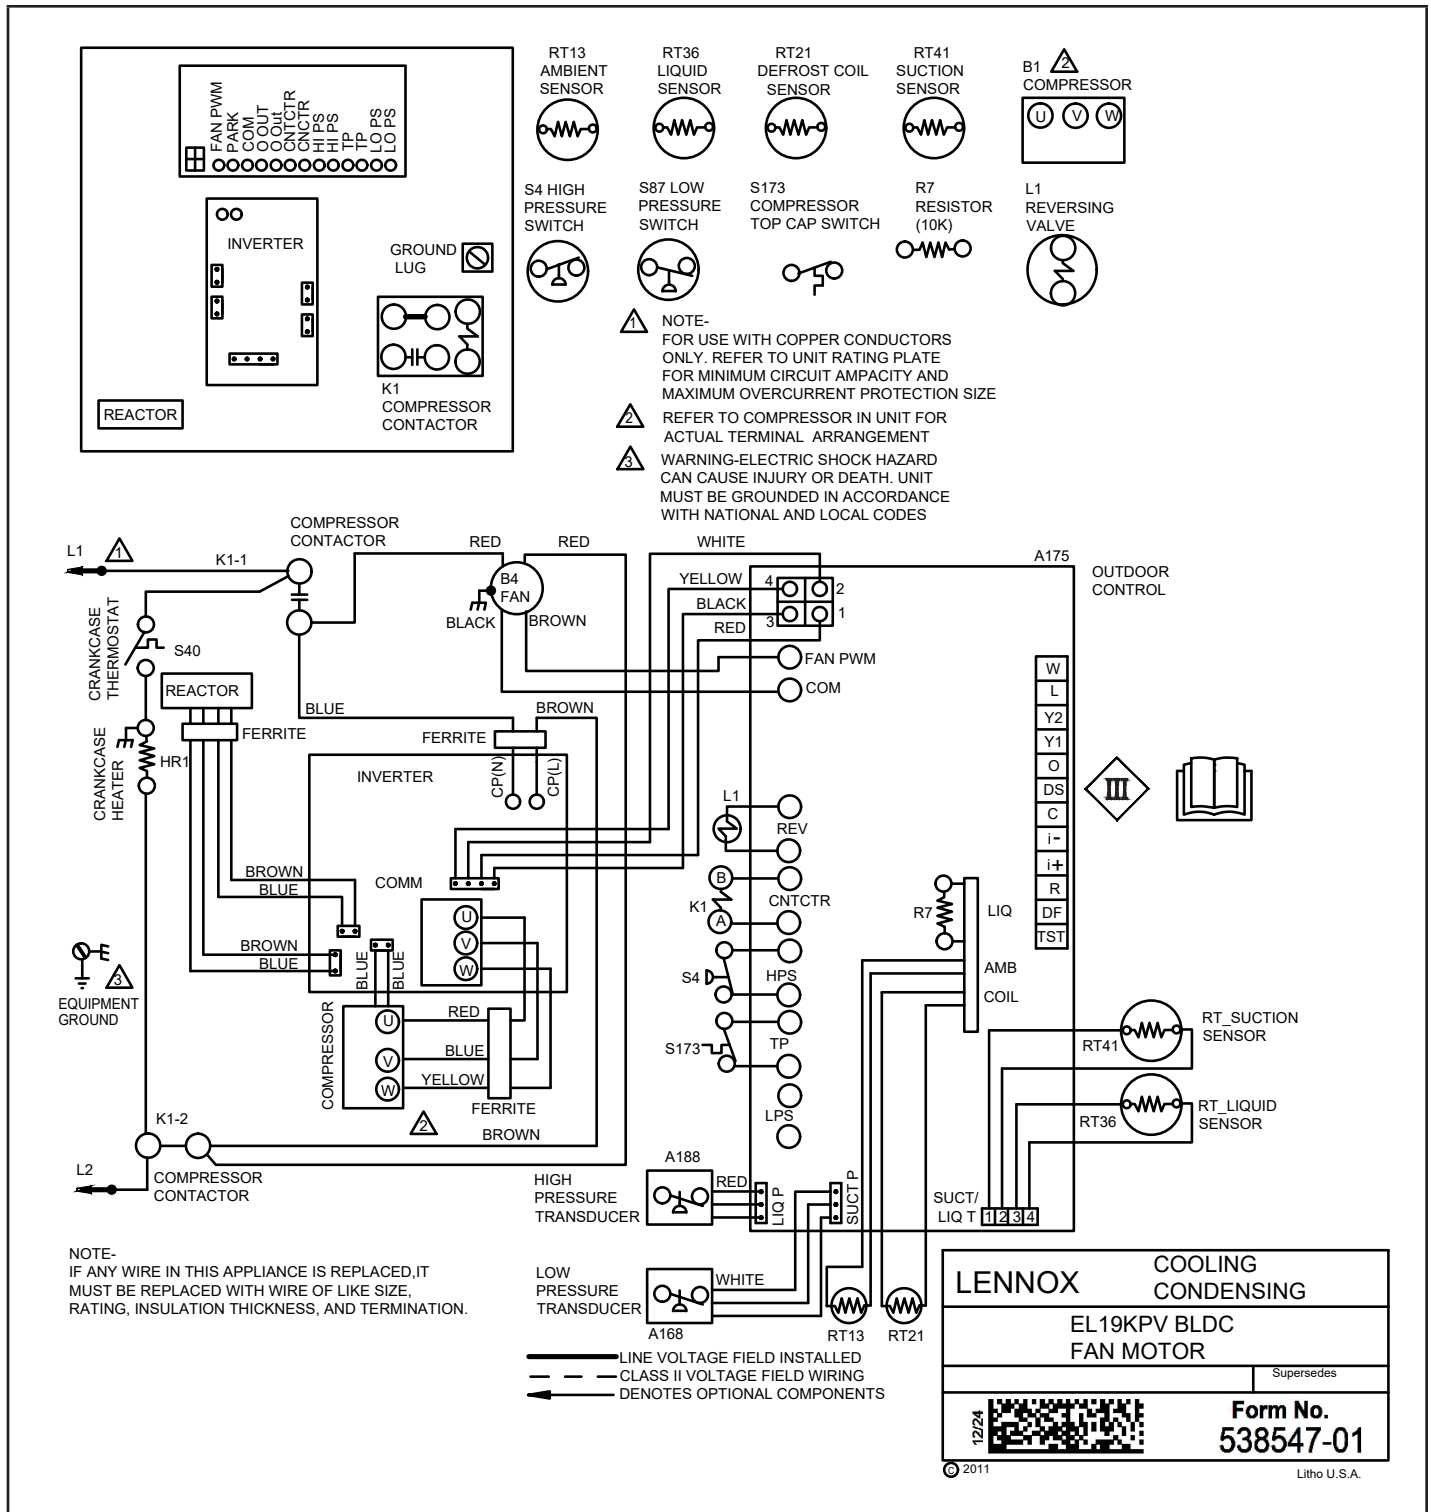 FAN PWM
PARK
COM
O OUT
O OUt
CNTCTR
CNCTR
HI PS
HI PS
TP
TP
LO PS
LO PS
INVERTER
GROUND
LUG
K1
COMPRESSOR
CONTACTOR
REACTOR
RT13
AMBIENT
SENSOR
RT36
LIQUID
SENSOR
RT21
DEFROST COIL
SENSOR
RT41
SUCTION
SENSOR
B1
2
COMPRESSOR
U
V
W
S4 HIGH
PRESSURE
SWITCH
S87 LOW
PRESSURE
SWITCH
S173
COMPRESSOR
TOP CAP SWITCH
R7
RESISTOR
(10K)
L1
REVERSING
VALVE
1
NOTE-
FOR USE WITH COPPER CONDUCTORS
ONLY. REFER TO UNIT RATING PLATE
FOR MINIMUM CIRCUIT AMPACITY AND
MAXIMUM OVERCURRENT PROTECTION SIZE
2
REFER TO COMPRESSOR IN UNIT FOR
ACTUAL TERMINAL ARRANGEMENT
3
WARNING-ELECTRIC SHOCK HAZARD
CAN CAUSE INJURY OR DEATH. UNIT
MUST BE GROUNDED IN ACCORDANCE
WITH NATIONAL AND LOCAL CODES
L1
1
K1-1
COMPRESSOR
CONTACTOR
RED
RED
B4
FAN
BLACK
BROWN
WHITE
YELLOW
BLACK
RED
4
2
3
1
A175
OUTDOOR
CONTROL
FAN PWM
COM
CRANKCASE
THERMOSTAT
S40
REACTOR
FERRITE
BLUE
BROWN
FERRITE
CRANKCASE
HEATER
HR1
INVERTER
CP(N)
CP(L)
W
L
Y2
Y1
O
DS
C
i-
i+
R
DF
TST
III
L1
REV
B
K1
A
CNTCTR
S4
HPS
S173
TP
LPS
R7
LIQ
AMB
COIL
BROWN
BLUE
COMM
BROWN
BLUE
BLUE
BLUE
U
V
W
3
EQUIPMENT
GROUND
COMPRESSOR
U
V
W
RED
BLUE
YELLOW
FERRITE
2
BROWN
K1-2
L2
COMPRESSOR
CONTACTOR
RT41
RT_SUCTION
SENSOR
RT36
RT_LIQUID
SENSOR
SUCT/
LIQ T
1
2
3
4
HIGH
PRESSURE
TRANSDUCER
A188
RED
LIQ P
SUCT P
LOW
PRESSURE
TRANSDUCER
WHITE
A168
RT13
RT21
NOTE-
IF ANY WIRE IN THIS APPLIANCE IS REPLACED,IT
MUST BE REPLACED WITH WIRE OF LIKE SIZE,
RATING, INSULATION THICKNESS, AND TERMINATION.
LINE VOLTAGE FIELD INSTALLED
CLASS II VOLTAGE FIELD WIRING
DENOTES OPTIONAL COMPONENTS
LENNOX
COOLING
CONDENSING
EL19KPV BLDC
FAN MOTOR
Supersedes
12/24
Form No.
538547-01
© 2011
Litho U.S.A.